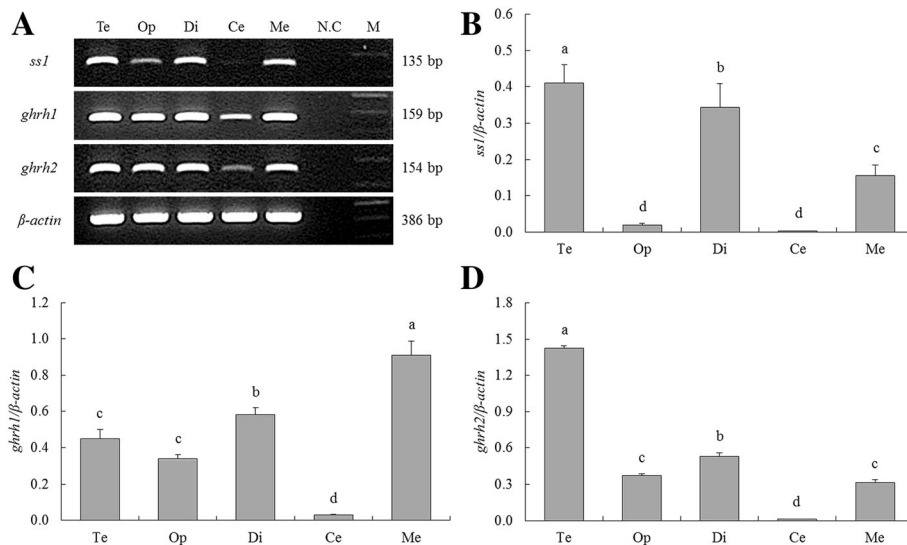 A
Te Op Di Ce Me N.C M
ss1 135 bp
ghrh1 159 bp
ghrh2 154 bp
β-actin 386 bp
B
ss1/β-actin
0.6
0.5
0.4
0.3
0.2
0.1
0.0
a
d
b
d
c
Te Op Di Ce Me
C
ghrh1/β-actin
1.2
1.0
0.8
0.6
0.4
0.2
0.0
c
c
b
d
a
Te Op Di Ce Me
D
ghrh2/β-actin
1.8
1.5
1.2
0.9
0.6
0.3
0.0
a
c
b
d
c
Te Op Di Ce Me